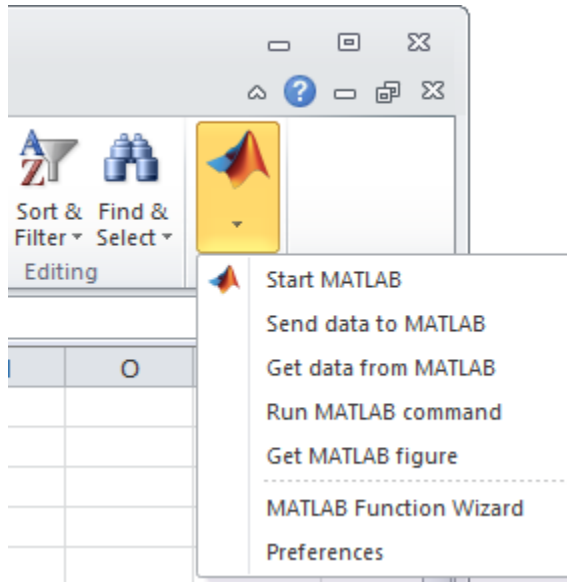 Sort &
Filter
Find &
Select
Editing
Start MATLAB
Send data to MATLAB
Get data from MATLAB
Run MATLAB command
Get MATLAB figure
MATLAB Function Wizard
Preferences
O